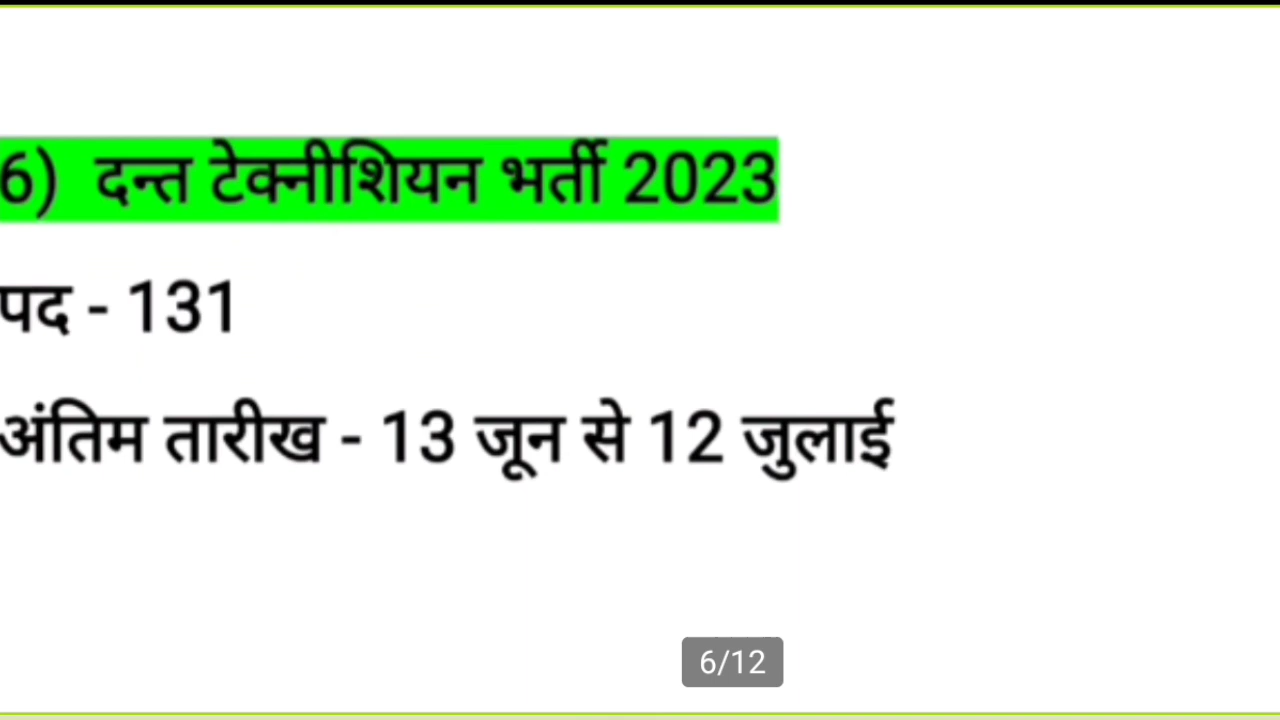 6) दन्त टेक्नीशियन भर्ती 2023
पद - 131
अंतिम तारीख - 13 जून से 12 जुलाई
6/12